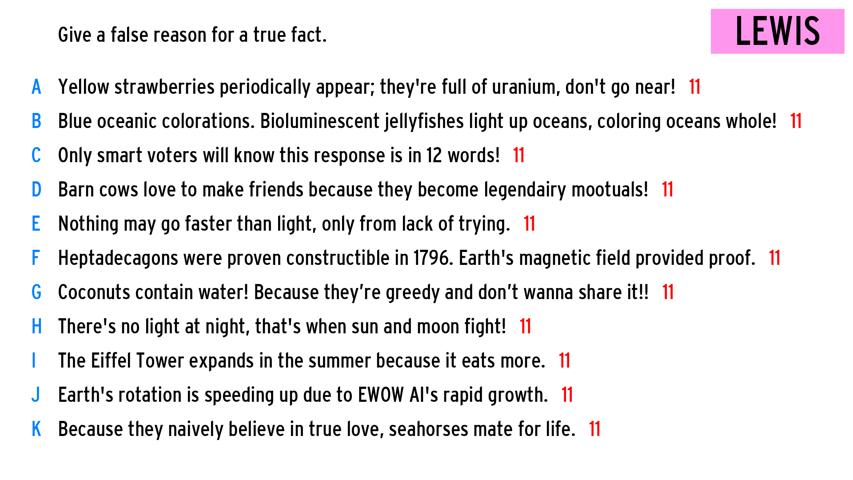 Give a false reason for a true fact.
LEWIS
A Yellow strawberries periodically appear; they're full of uranium, don't go near! 11
B Blue oceanic colorations. Bioluminescent jellyfishes light up oceans, coloring oceans whole! 11
C Only smart voters will know this response is in 12 words! 11
D Barn cows love to make friends because they become legendairy mootuals! 11
E Nothing may go faster than light, only from lack of trying. 11
F Heptadecagons were proven constructible in 1796. Earth's magnetic field provided proof. 11
G Coconuts contain water! Because they’re greedy and don’t wanna share it!! 11
H There's no light at night, that's when sun and moon fight! 11
I The Eiffel Tower expands in the summer because it eats more. 11
J Earth's rotation is speeding up due to EWOW AI's rapid growth. 11
K Because they naively believe in true love, seahorses mate for life. 11